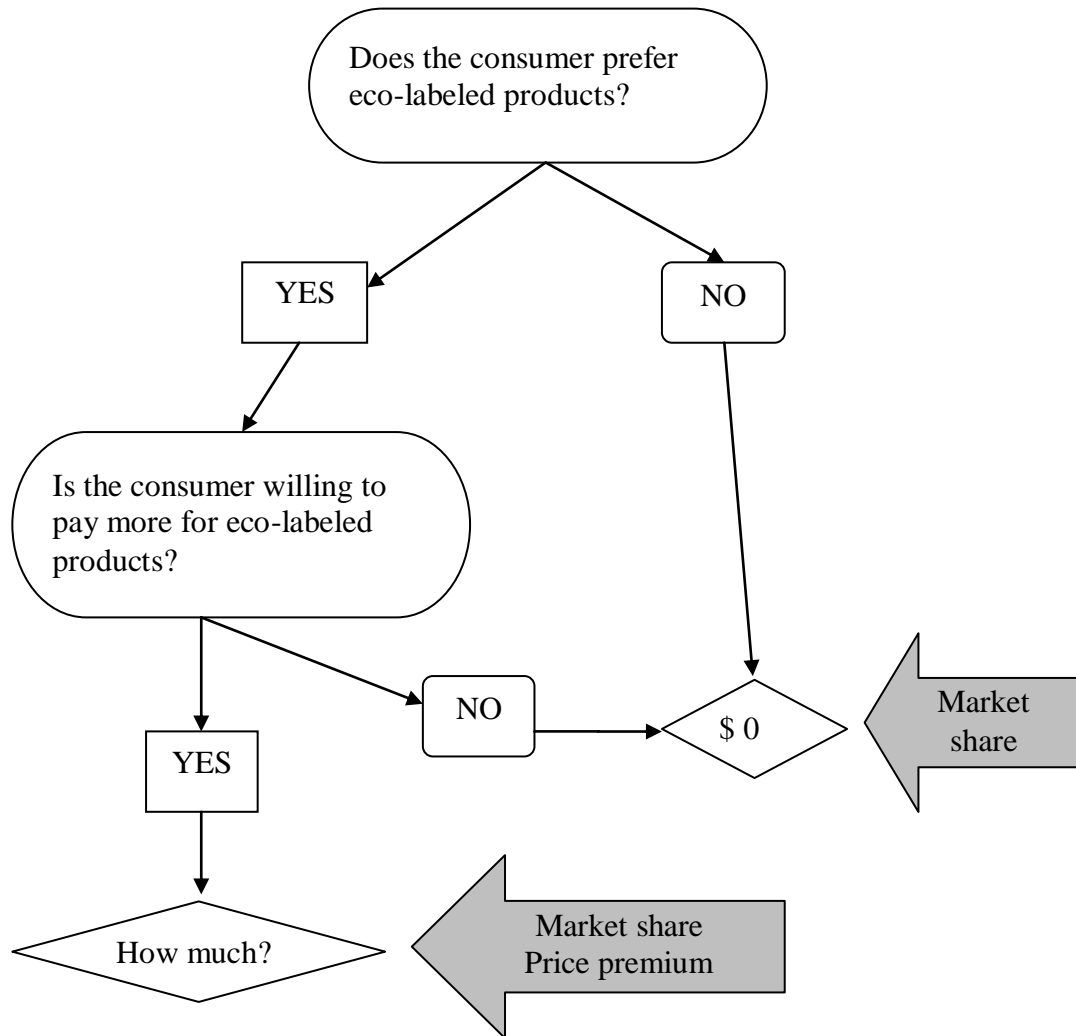 Does the consumer prefer
eco-labeled products?
YES
NO
Is the consumer willing to
pay more for eco-labeled
products?
NO
$ 0
Market
share
YES
How much?
Market share
Price premium